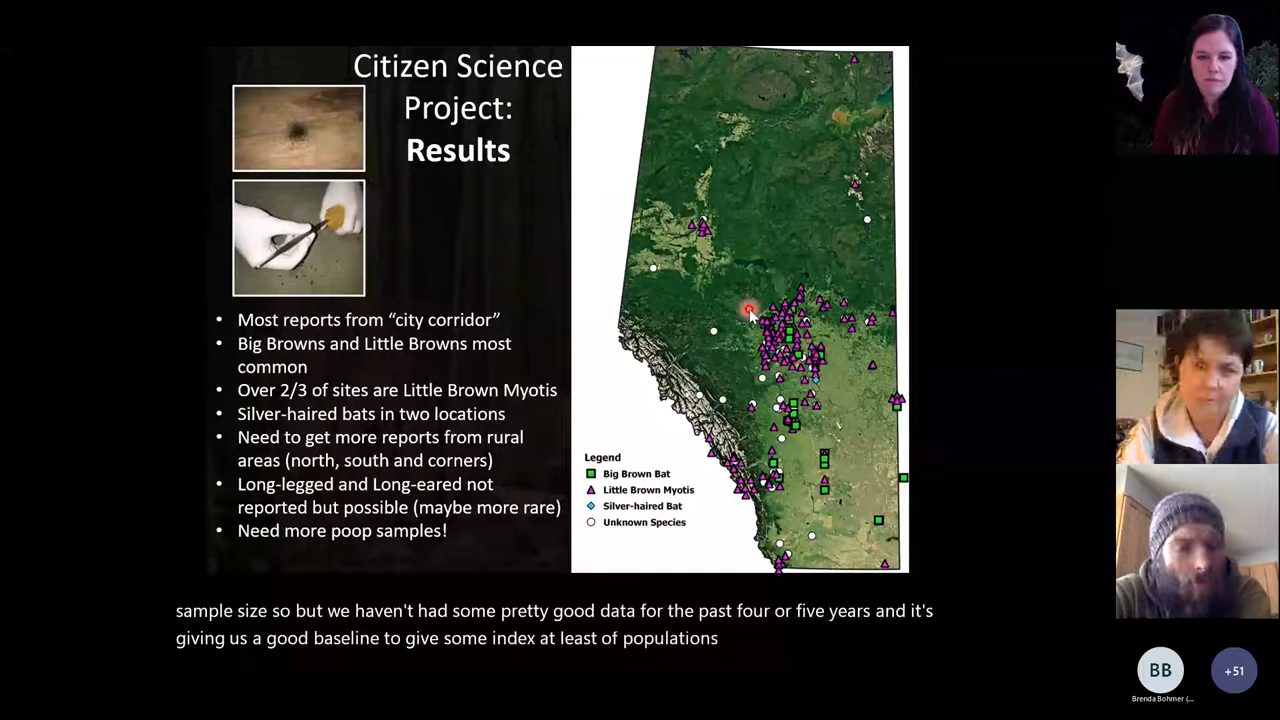 Citizen Science
Project:
Results
• Most reports from “city corridor”
• Big Browns and Little Browns most
common
• Over 2/3 of sites are Little Brown Myotis
• Silver-haired bats in two locations
• Need to get more reports from rural
areas (north, south and corners)
• Long-legged and Long-eared not
reported but possible (maybe more rare)
• Need more poop samples!
Legend
Big Brown Bat
Little Brown Myotis
Silver-haired Bat
Unknown Species
sample size so but we haven't had some pretty good data for the past four or five years and it's
giving us a good baseline to give some index at least of populations
BB
+51
Brenda Bohmer (...